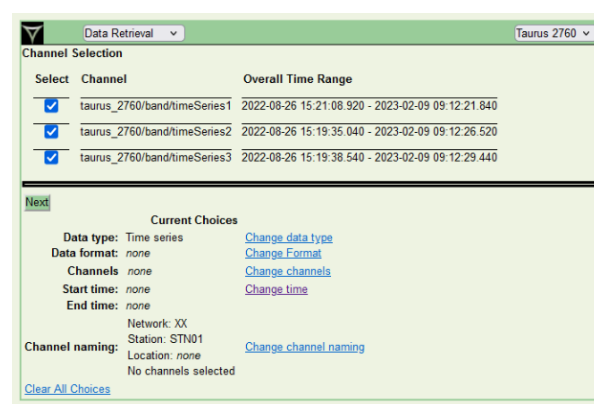 Data Retrieval Taurus 2760
Channel Selection
Select Channel Overall Time Range
taurus_2760/band/timeSeries1 2022-08-26 15:21:08.920 - 2023-02-09 09:12:21.840
taurus_2760/band/timeSeries2 2022-08-26 15:19:35.040 - 2023-02-09 09:12:26.520
taurus_2760/band/timeSeries3 2022-08-26 15:19:38.540 - 2023-02-09 09:12:29.440
Next
Current Choices
Data type: Time series Change data type
Data format: none Change Format
Channels none Change channels
Start time: none Change time
End time: none
Network: XX
Station: STN01
Channel naming: Change channel naming
Location: none
No channels selected
Clear All Choices